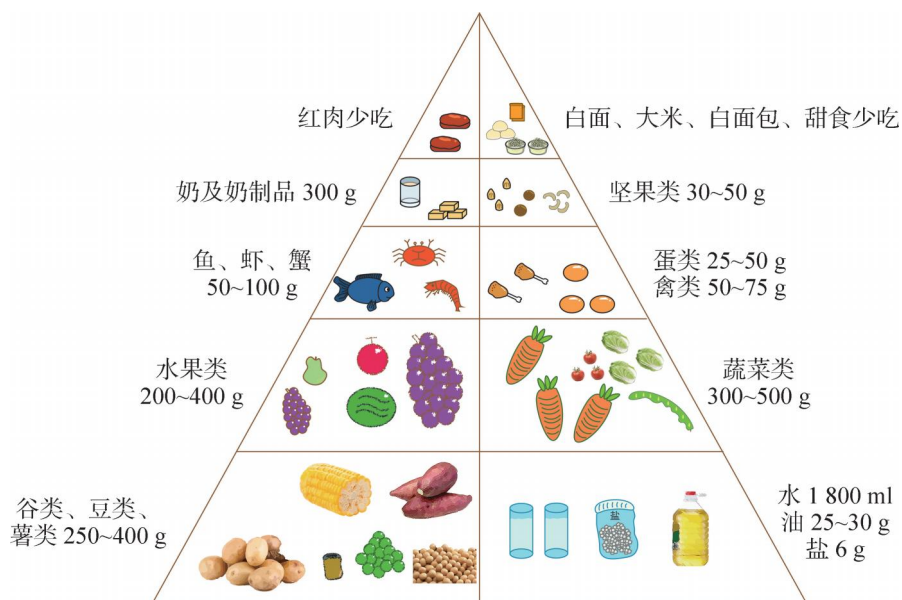 红肉少吃
白面、大米、白面包、甜食少吃
奶及奶制品 300 g
坚果类 30~50 g
鱼、虾、蟹
50~100 g
蛋类 25~50 g
禽类 50~75 g
水果类
200~400 g
蔬菜类
300~500 g
谷类、豆类、
薯类 250~400 g
盐
水 1 800 ml
油 25~30 g
盐 6 g